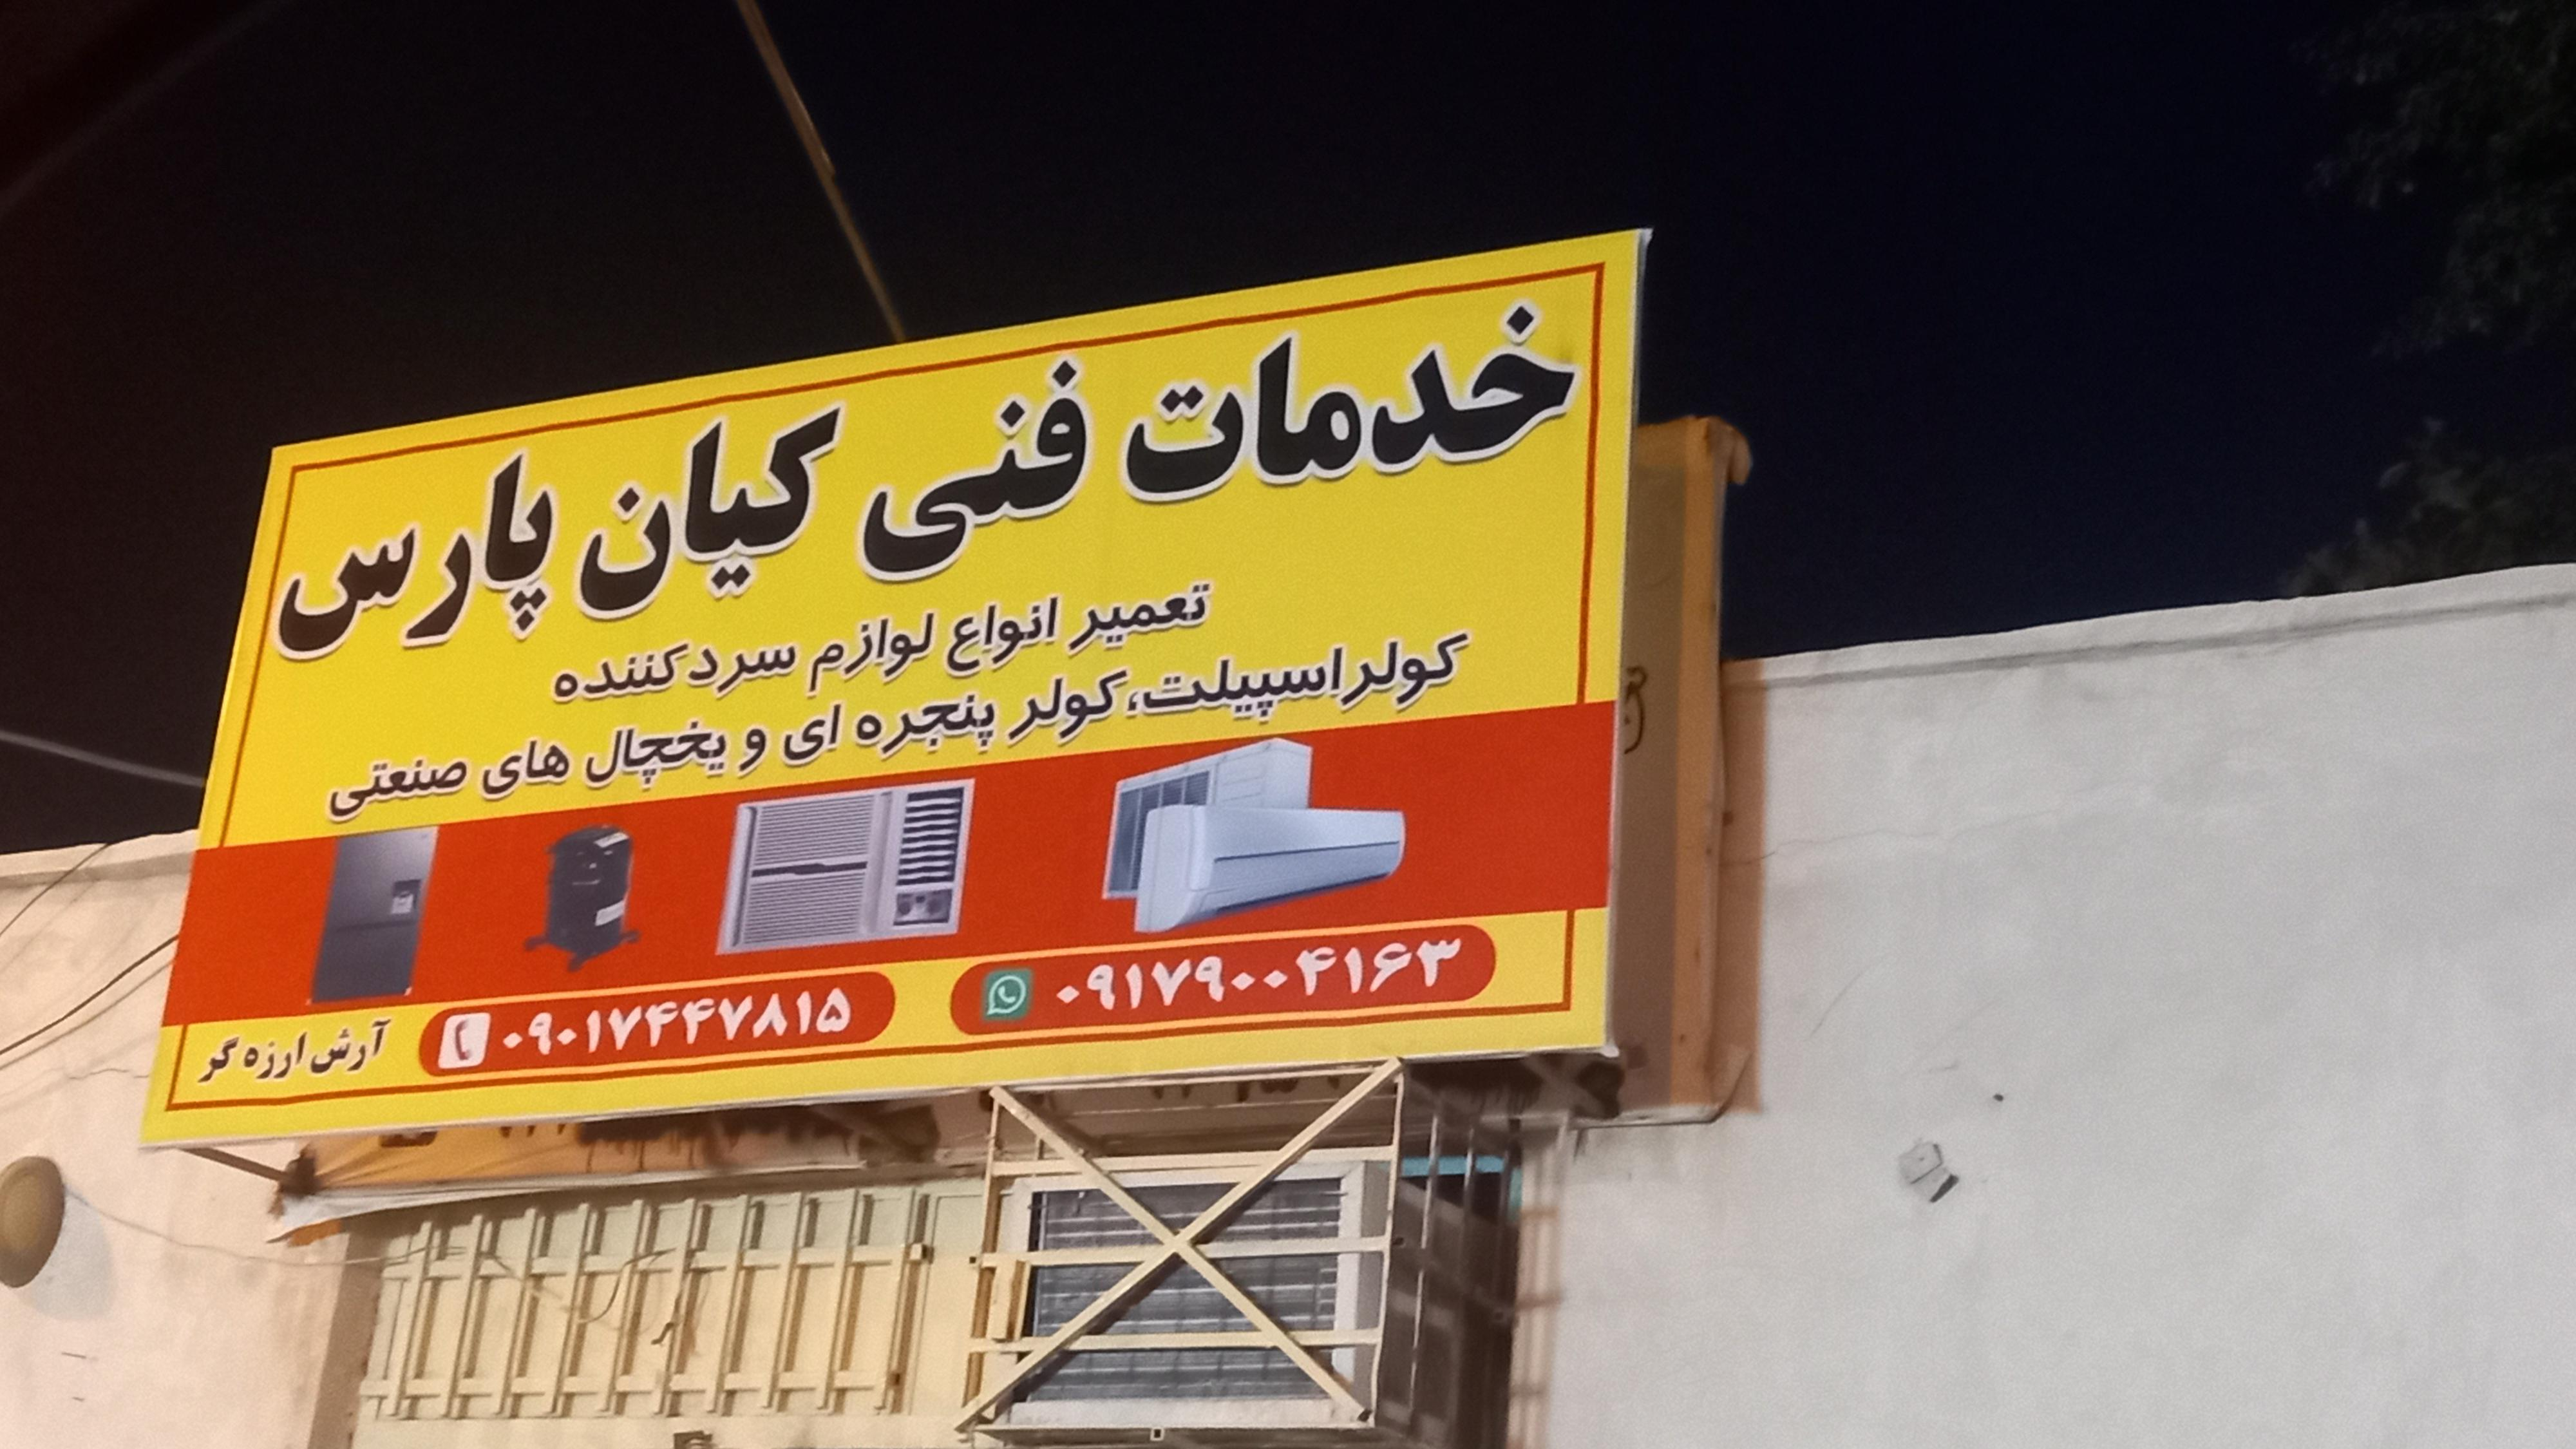 خدمات فنی کیان پارس
تعمیر انواع لوازم سردکننده
کولراسپیلت،کولر پنجره ای و یخچال های صنعتی
۰۹۱۷۹۰۰۴۱۶۳
۰۹۰۱۷۴۴۷۸۱۵
آرش ارزه گر